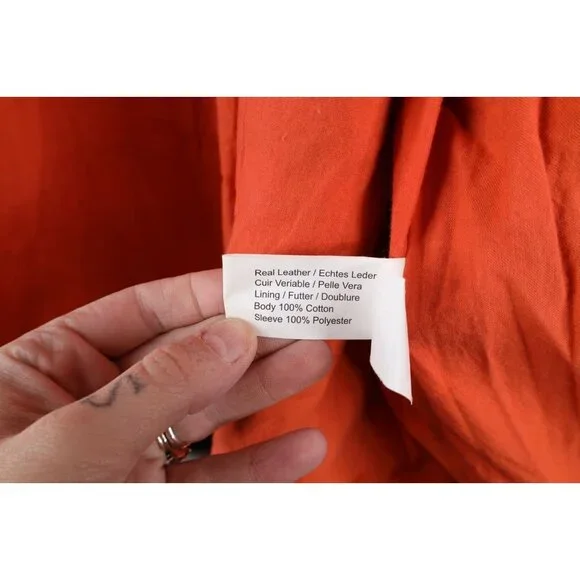 Real Leather / Echtes Leder
Cuir Veriable / Pelle Vera
Lining / Futter / Doublure
Body 100% Cotton
Sleeve 100% Polyester